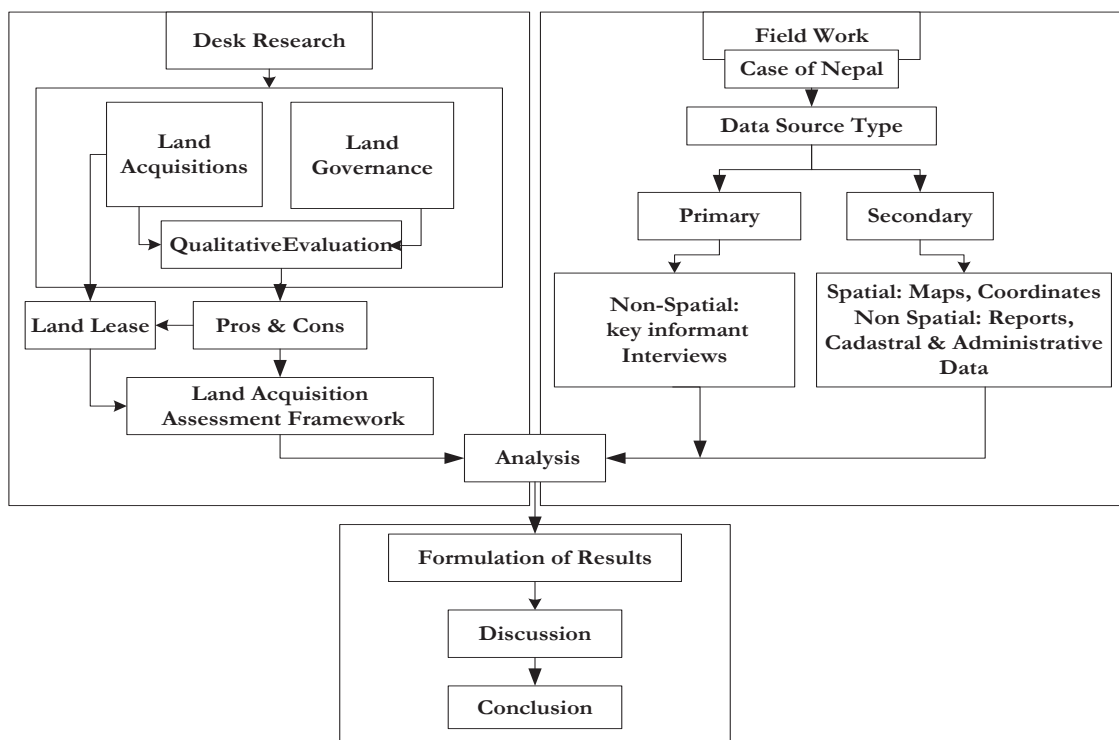 Desk Research
Land
Acquisitions
Land
Governance
QualitativeEvaluation
Land Lease
Pros & Cons
Land Acquisition
Assessment Framework
Field Work
Case of Nepal
Data Source Type
Primary
Secondary
Non-Spatial:
key informant
Interviews
Spatial: Maps, Coordinates
Non Spatial: Reports,
Cadastral & Administrative
Data
Analysis
Formulation of Results
Discussion
Conclusion